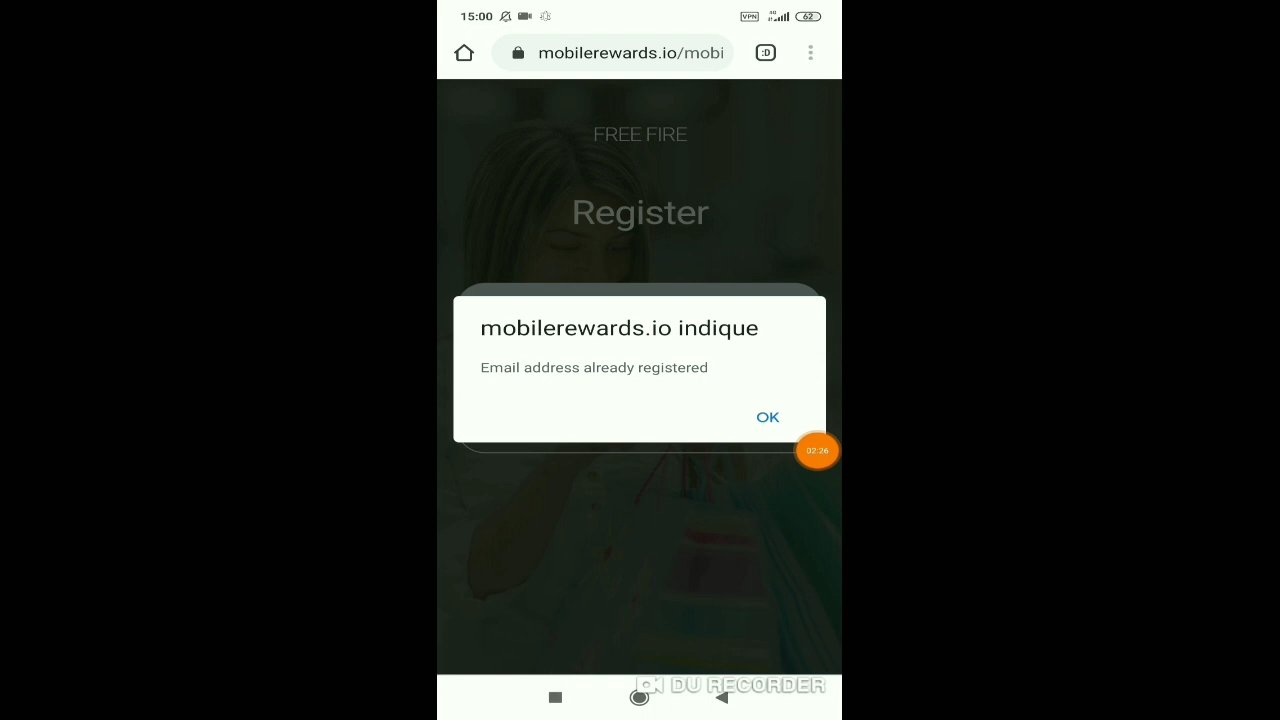 15:00
VPN
4G
62
mobilerewards.io/mobi
:D
FREE FIRE
Register
mobilerewards.io indique
Email address already registered
OK
02:26
DU RECORDER